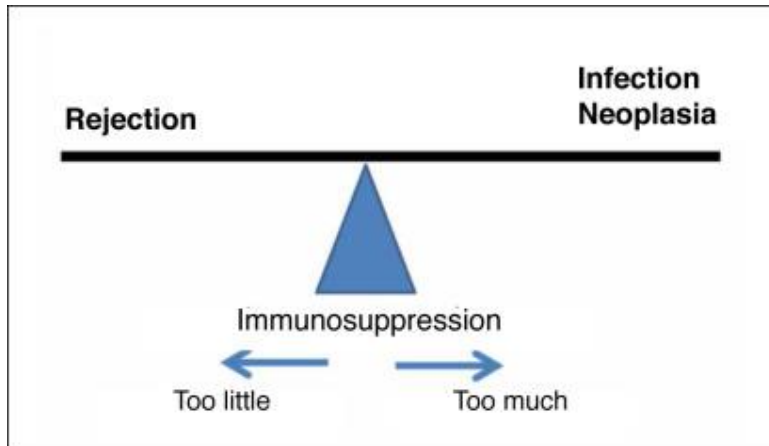 Rejection
Infection
Neoplasia
Immunosuppression
Too little
Too much